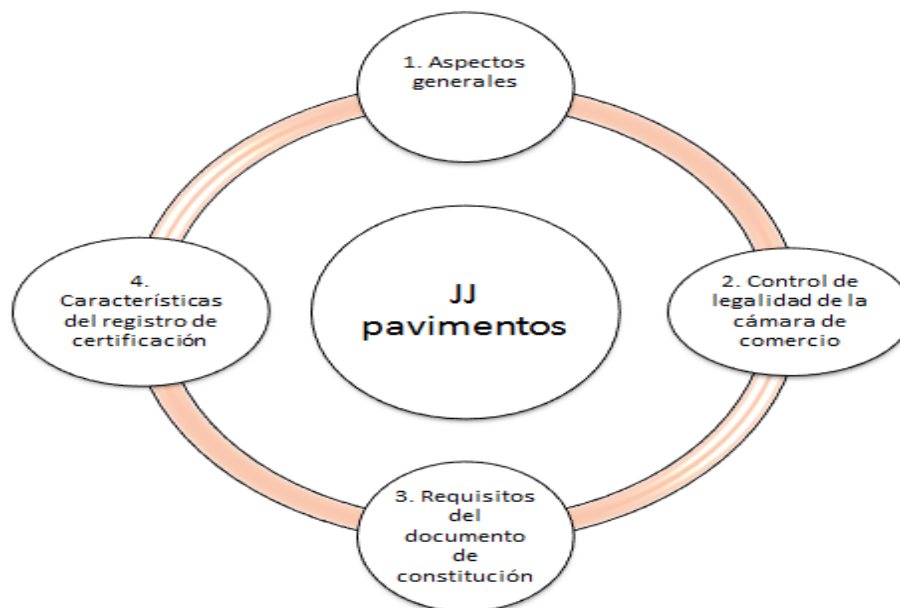 1. Aspectos
generales
JJ
pavimentos
2. Control de
legalidad de la
cámara de
comercio
3. Requisitos
del
documento
de
constitución
4.
Características
del registro de
certificación